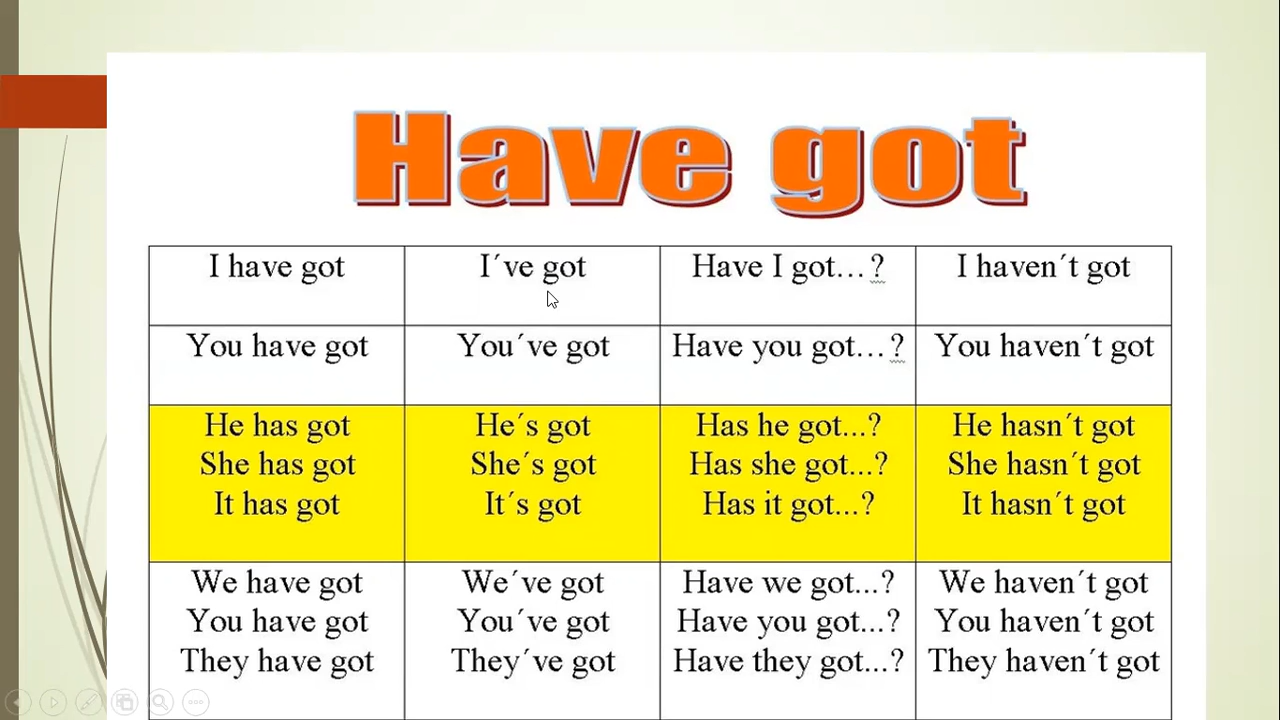 Have got
I have got I´ve got Have I got…? I haven´t got
You have got You´ve got Have you got…? You haven´t got
He has got He´s got Has he got...? He hasn´t got
She has got She´s got Has she got...? She hasn´t got
It has got It´s got Has it got...? It hasn´t got
We have got We´ve got Have we got...? We haven´t got
You have got You´ve got Have you got...? You haven´t got
They have got They´ve got Have they got...? They haven´t got